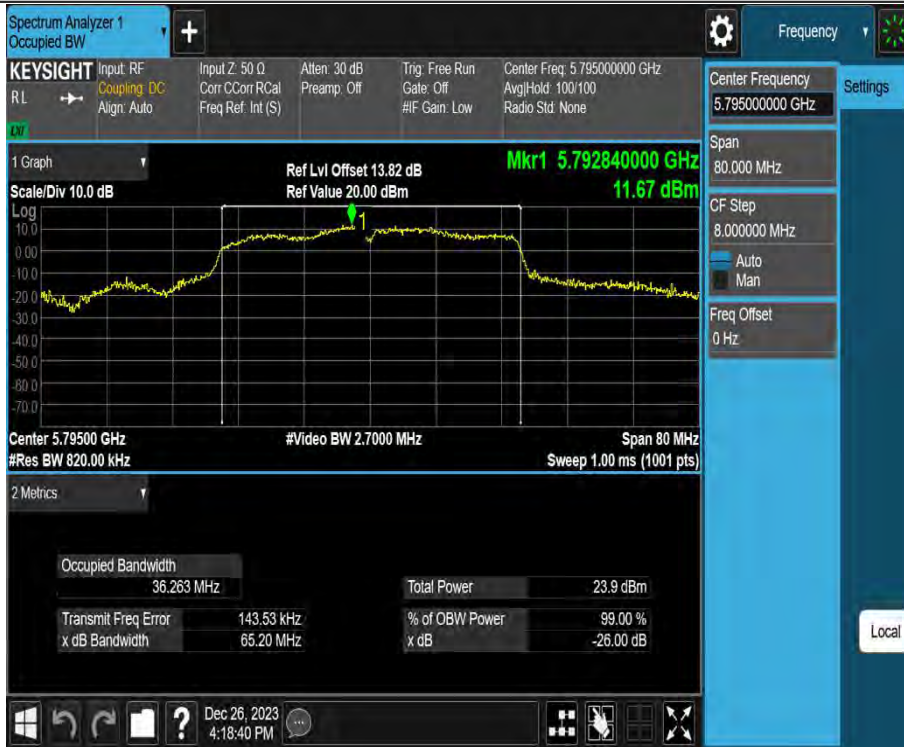 Spectrum Analyzer 1
Occupied BW
+
Frequency
KEYSIGHT
RL
LXI
Input: RF
Coupling: DC
Align: Auto
Input Z: 50 Ω
Corr CCorr RCal
Freq Ref: Int (S)
Atten: 30 dB
Preamp: Off
Trig: Free Run
Gate: Off
#IF Gain: Low
Center Freq: 5.795000000 GHz
Avg|Hold: 100/100
Radio Std: None
Center Frequency
5.795000000 GHz
Settings
Span
80.000 MHz
CF Step
8.000000 MHz
Auto
Man
Freq Offset
0 Hz
Local
1 Graph
Scale/Div 10.0 dB
Ref Lvl Offset 13.82 dB
Ref Value 20.00 dBm
Mkr1 5.792840000 GHz
11.67 dBm
Log
1
10.0
0.00
-10.0
-20.0
-30.0
-40.0
-50.0
-60.0
-70.0
Center 5.79500 GHz
#Video BW 2.7000 MHz
Span 80 MHz
#Res BW 820.00 kHz
Sweep 1.00 ms (1001 pts)
2 Metrics
Occupied Bandwidth
36.263 MHz
Total Power 23.9 dBm
Transmit Freq Error 143.53 kHz
% of OBW Power 99.00 %
x dB Bandwidth 65.20 MHz
x dB -26.00 dB
?
Dec 26, 2023
4:18:40 PM